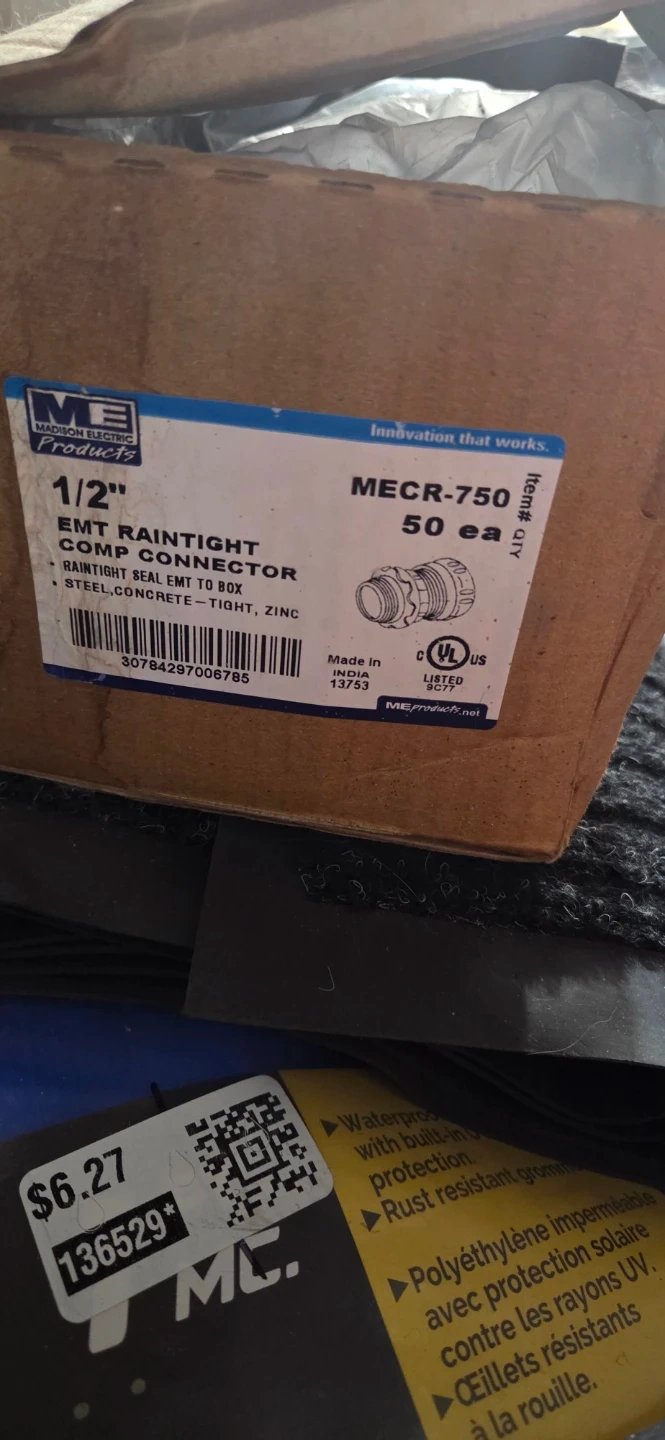 ME
MADISON ELECTRIC
Products
Innovation that works.
1/2"
EMT RAINTIGHT
COMP CONNECTOR
• RAINTIGHT SEAL EMT TO BOX
• STEEL, CONCRETE-TIGHT, ZINC
30784297006785
MECR-750
Item#
50 ea
QTY
Made in
INDIA
13753
C UL US
LISTED
9C77
MEproducts.net
$6.27
136529*
MC.
▶Waterproo
with built-in
protection.
▶Rust resistant gromm
▶Polyéthylène imperméable
avec protection solaire
contre les rayons UV.
▶Œillets résistants
à la rouille.